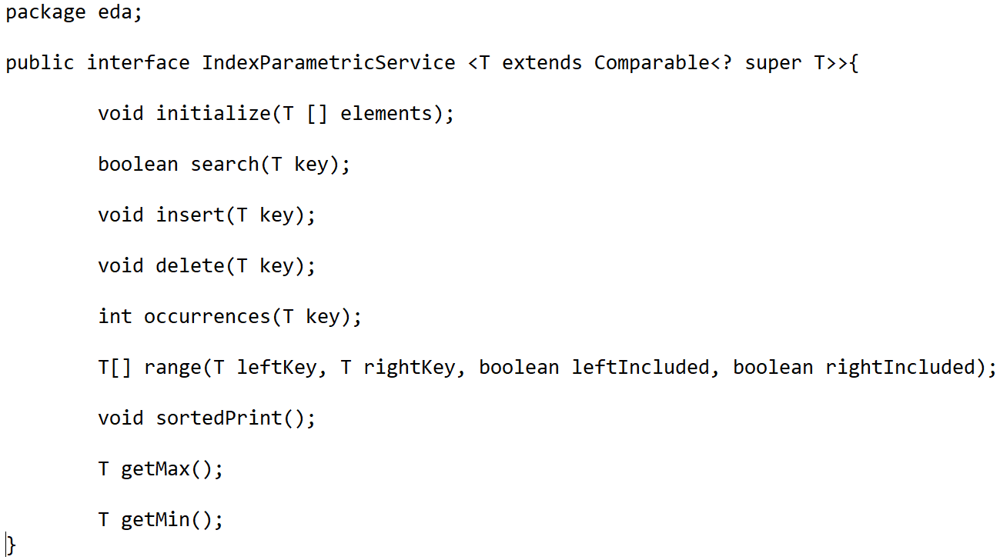 package eda;
public interface IndexParametricService <T extends Comparable<? super T>>{
void initialize(T [] elements);
boolean search(T key);
void insert(T key);
void delete(T key);
int occurrences(T key);
T[] range(T leftKey, T rightKey, boolean leftIncluded, boolean rightIncluded);
void sortedPrint();
T getMax();
T getMin();
}